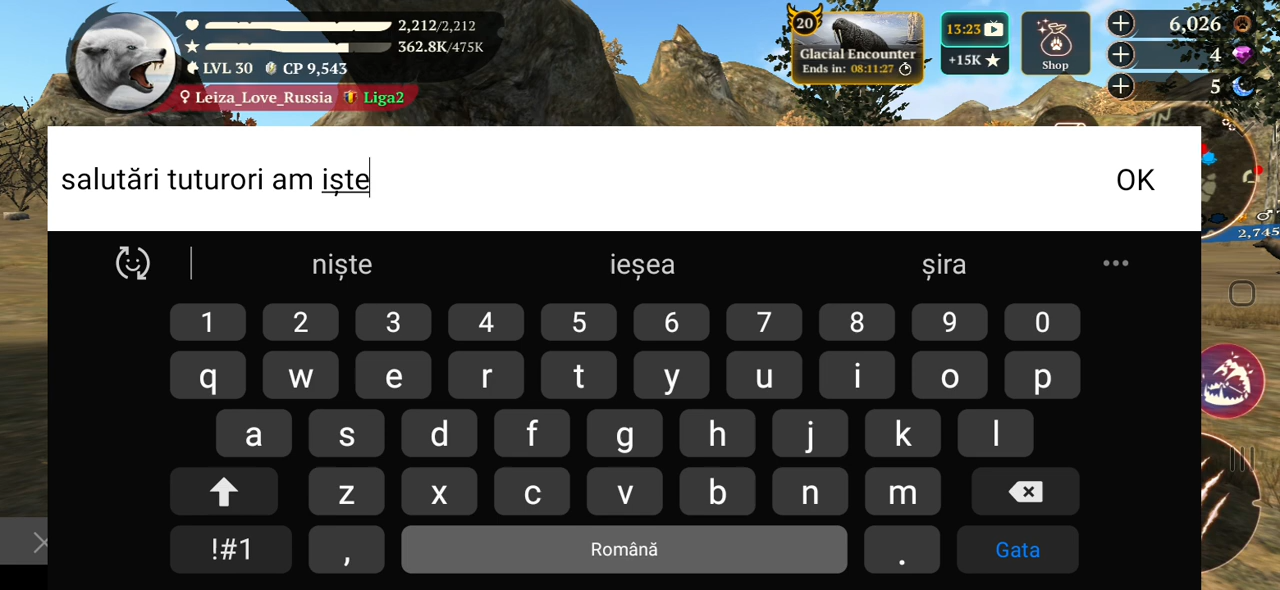 2,212/2,212
362.8K/475K
LVL 30 CP 9,543
Leiza_Love_Russia Liga2
20
Glacial Encounter
Ends in: 08:11:27
13:23
+15K
Shop
6,026
4
5
2,745
salutări tuturori am iște
OK
niște ieșea șira
1 2 3 4 5 6 7 8 9 0
q w e r t y u i o p
a s d f g h j k l
z x c v b n m
!#1 , Română . Gata